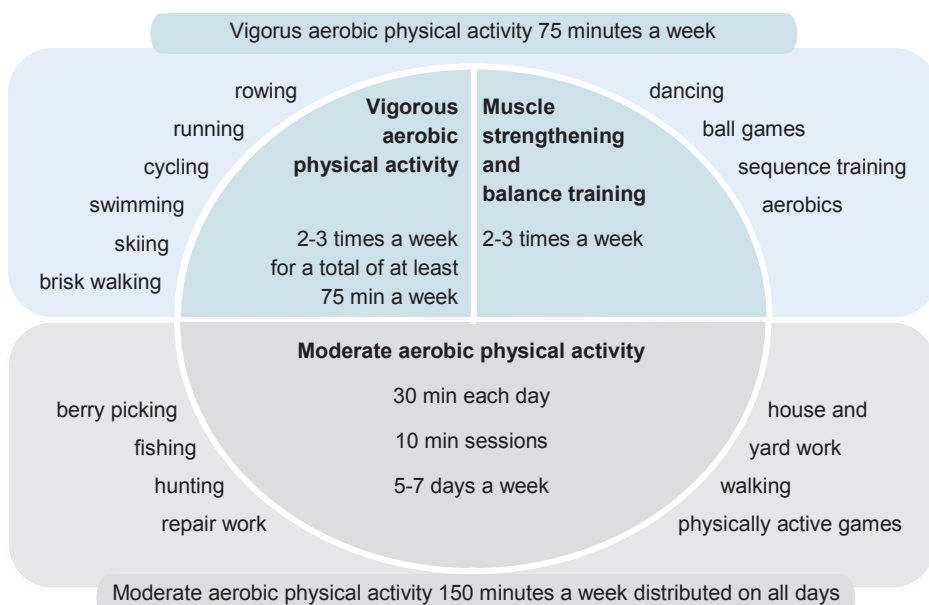 Vigorus aerobic physical activity 75 minutes a week
rowing
running
cycling
swimming
skiing
brisk walking
Vigorous
aerobic
physical activity
2-3 times a week
for a total of at least
75 min a week
Muscle
strengthening
and
balance training
2-3 times a week
dancing
ball games
sequence training
aerobics
berry picking
fishing
hunting
repair work
Moderate aerobic physical activity
30 min each day
10 min sessions
5-7 days a week
house and
yard work
walking
physically active games
Moderate aerobic physical activity 150 minutes a week distributed on all days